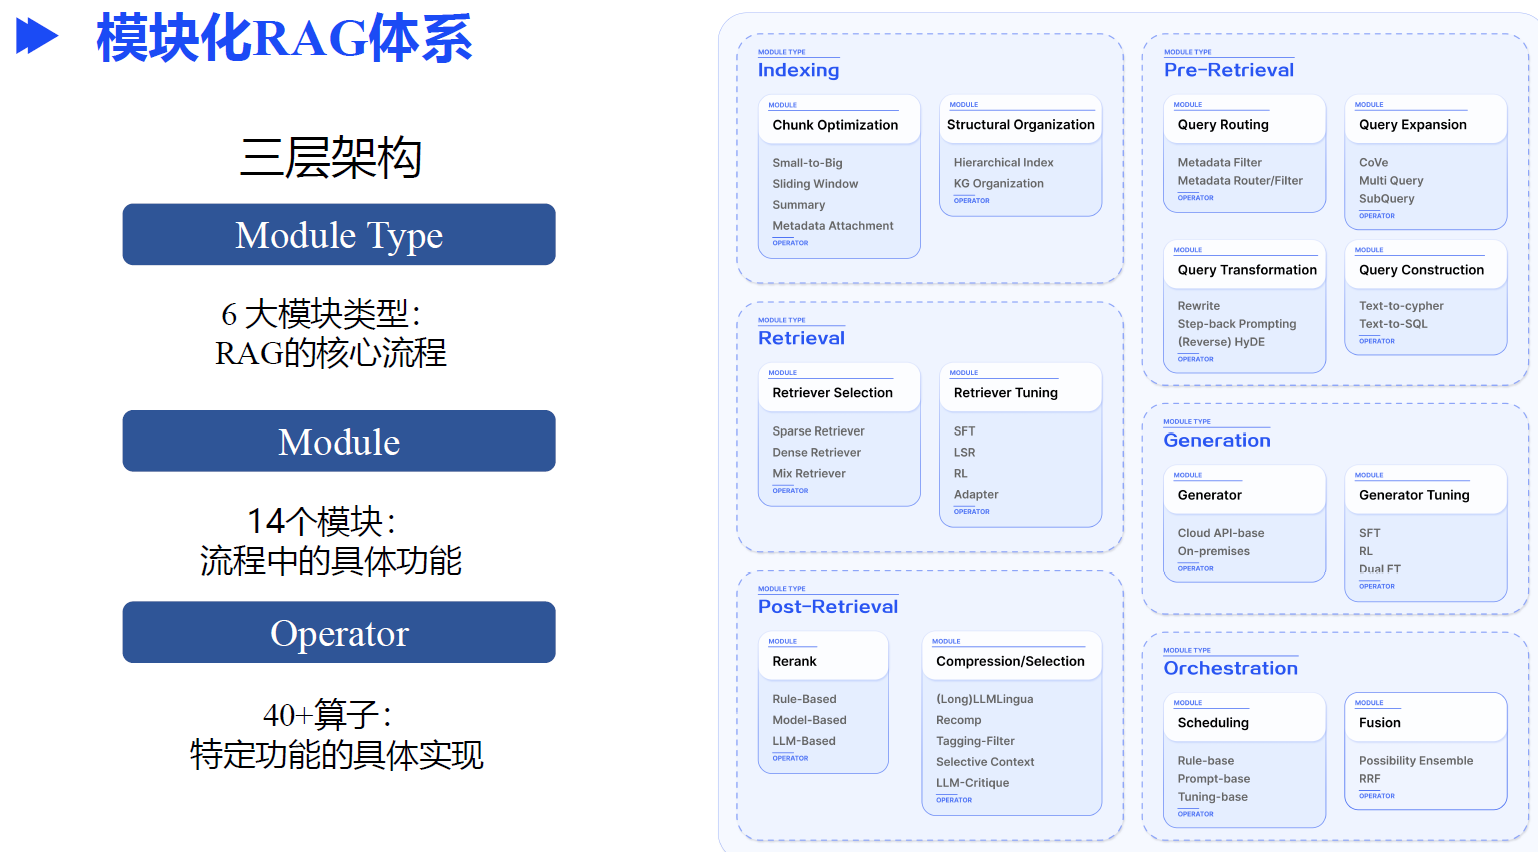 模块化RAG体系
三层架构
Module Type
6 大模块类型：
RAG的核心流程
Module
14个模块：
流程中的具体功能
Operator
40+算子：
特定功能的具体实现
MODULE TYPE
Indexing
MODULE
Chunk Optimization
Small-to-Big
Sliding Window
Summary
Metadata Attachment
OPERATOR
MODULE
Structural Organization
Hierarchical Index
KG Organization
OPERATOR
MODULE TYPE
Pre-Retrieval
MODULE
Query Routing
Metadata Filter
Metadata Router/Filter
OPERATOR
MODULE
Query Expansion
CoVe
Multi Query
SubQuery
OPERATOR
MODULE
Query Transformation
Rewrite
Step-back Prompting
(Reverse) HyDE
OPERATOR
MODULE
Query Construction
Text-to-cypher
Text-to-SQL
OPERATOR
MODULE TYPE
Retrieval
MODULE
Retriever Selection
Sparse Retriever
Dense Retriever
Mix Retriever
OPERATOR
MODULE
Retriever Tuning
SFT
LSR
RL
Adapter
OPERATOR
MODULE TYPE
Generation
MODULE
Generator
Cloud API-base
On-premises
OPERATOR
MODULE
Generator Tuning
SFT
RL
Dual FT
OPERATOR
MODULE TYPE
Post-Retrieval
MODULE
Rerank
Rule-Based
Model-Based
LLM-Based
OPERATOR
MODULE
Compression/Selection
(Long)LLMLingua
Recomp
Tagging-Filter
Selective Context
LLM-Critique
OPERATOR
MODULE TYPE
Orchestration
MODULE
Scheduling
Rule-base
Prompt-base
Tuning-base
OPERATOR
MODULE
Fusion
Possibility Ensemble
RRF
OPERATOR